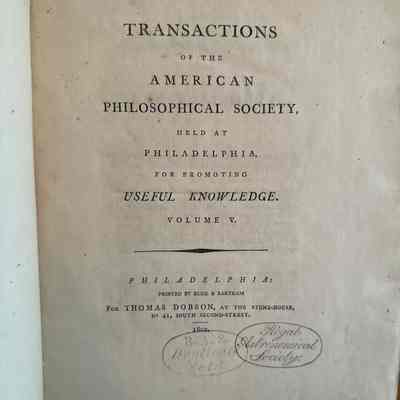 TRANSACTIONS
OF THE
AMERICAN
PHILOSOPHICAL SOCIETY,
HELD AT
PHILADELPHIA,
FOR PROMOTING
USEFUL KNOWLEDGE.
VOLUME V.
PHILADELPHIA:
PRINTED BY BUDD & BARTRAM
FOR THOMAS DOBSON, AT THE STONE-HOUSE,
No 41, SOUTH SECOND-STREET.
1802.
Royal
Astronomical
Society.